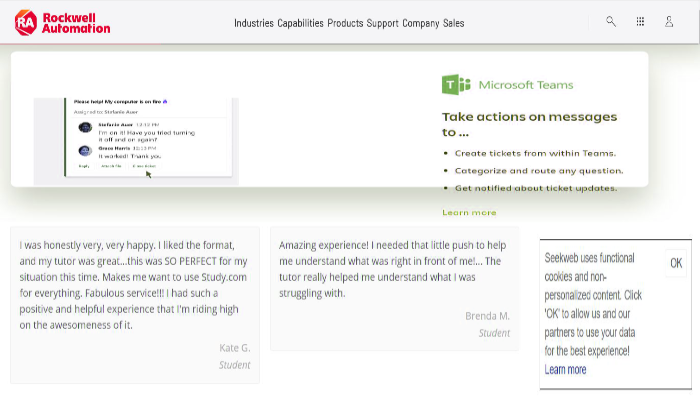 Rockwell
Automation
RA
Industries Capabilities Products Support Company Sales
Please help! My computer is on fire
Assigned to: Stefanie Auer
Stefanie Auer 12:12 PM
I'm on it! Have you tried turning
it off and on again?
Grace Harris 12:13 PM
It worked! Thank you
Reply
Microsoft Teams
Take actions on messages
to ...
• Create tickets from within Teams.
• Categorize and route any question.
• Get notified about ticket updates.
Learn more
I was honestly very, very happy. I liked the format,
and my tutor was great...this was SO PERFECT for my
situation this time. Makes me want to use Study.com
for everything. Fabulous service!!! I had such a
positive and helpful experience that I'm riding high
on the awesomeness of it.
Kate G.
Student
Amazing experience! I needed that little push to help
me understand what was right in front of me!... The
tutor really helped me understand what I was
struggling with.
Brenda M.
Student
Seekweb uses functional
cookies and non-
personalized content. Click
'OK' to allow us and our
partners to use your data
for the best experience!
Learn more
OK